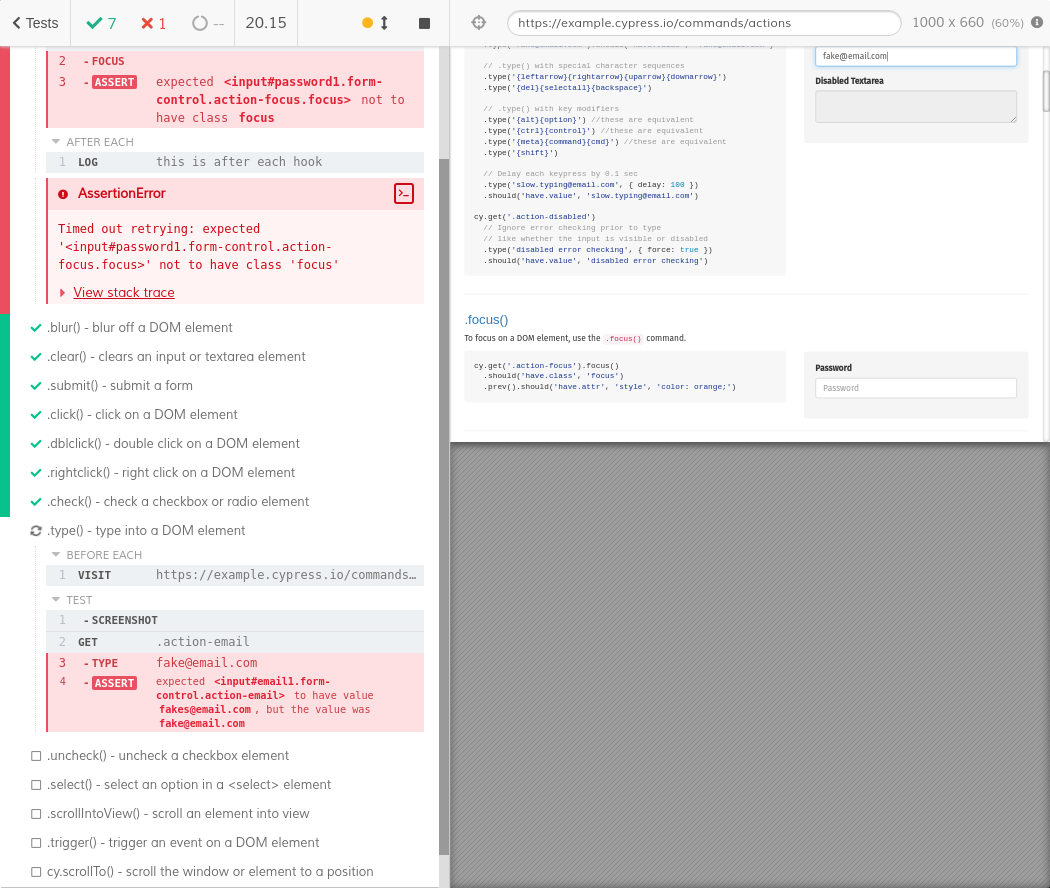 Tests
7
1
--
20.15
https://example.cypress.io/commands/actions
1000 x 660 (60%)
2 - FOCUS
3 - ASSERT expected <input#password1.form-
control.action-focus.focus> not to
have class focus
AFTER EACH
1 LOG this is after each hook
AssertionError
Timed out retrying: expected
'<input#password1.form-control.action-
focus.focus>' not to have class 'focus'
View stack trace
.blur() - blur off a DOM element
.clear() - clears an input or textarea element
.submit() - submit a form
.click() - click on a DOM element
.dblclick() - double click on a DOM element
.rightclick() - right click on a DOM element
.check() - check a checkbox or radio element
.type() - type into a DOM element
BEFORE EACH
1 VISIT https://example.cypress.io/commands…
TEST
1 - SCREENSHOT
2 GET .action-email
3 - TYPE fake@email.com
4 - ASSERT expected <input#email1.form-
control.action-email> to have value
fakes@email.com , but the value was
fake@email.com
.uncheck() - uncheck a checkbox element
.select() - select an option in a <select> element
.scrollIntoView() - scroll an element into view
.trigger() - trigger an event on a DOM element
cy.scrollTo() - scroll the window or element to a position
// .type() with special character sequences
.type('{leftarrow}{rightarrow}{uparrow}{downarrow}')
.type('{del}{selectall}{backspace}')
// .type() with key modifiers
.type('{alt}{option}') //these are equivalent
.type('{ctrl}{control}') //these are equivalent
.type('{meta}{command}{cmd}') //these are equivalent
.type('{shift}')
// Delay each keypress by 0.1 sec
.type('slow.typing@email.com', { delay: 100 })
.should('have.value', 'slow.typing@email.com')
cy.get('.action-disabled')
// Ignore error checking prior to type
// like whether the input is visible or disabled
.type('disabled error checking', { force: true })
.should('have.value', 'disabled error checking')
fake@email.com
Disabled Textarea
.focus()
To focus on a DOM element, use the .focus() command.
cy.get('.action-focus').focus()
.should('have.class', 'focus')
.prev().should('have.attr', 'style', 'color: orange;')
Password
Password